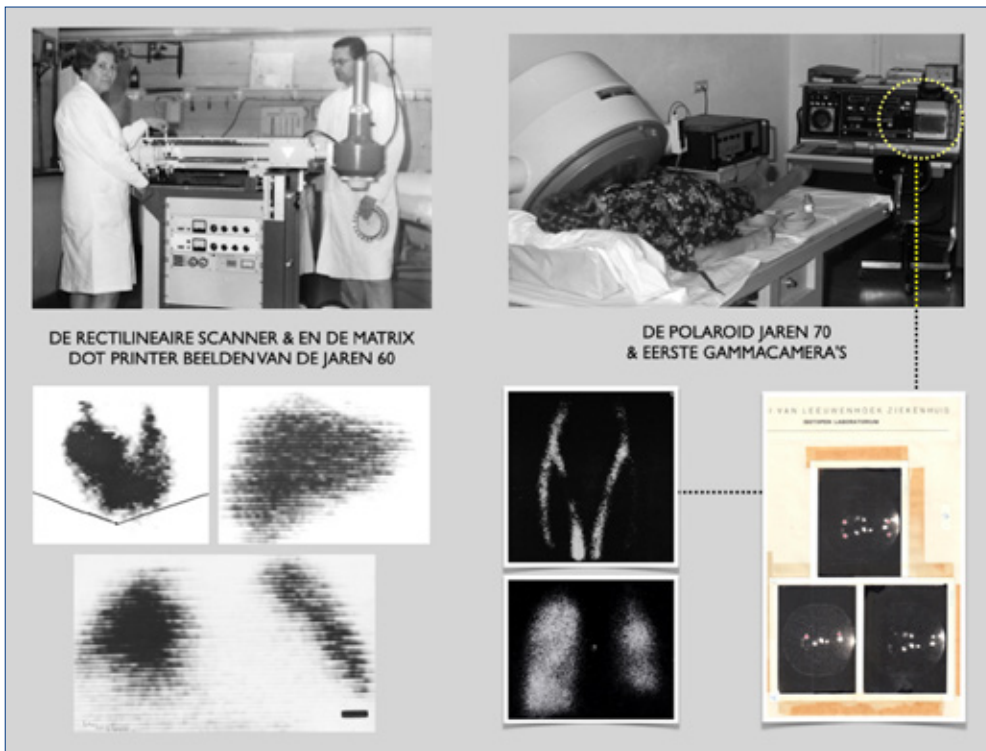 DE RECTILINEAIRE SCANNER & EN DE MATRIX
DOT PRINTER BEELDEN VAN DE JAREN 60
DE POLAROID JAREN 70
& EERSTE GAMMACAMERA'S
VAN LEEUWENHOEK ZIEKENHUIS
ISOTOPEN LABORATORIUM